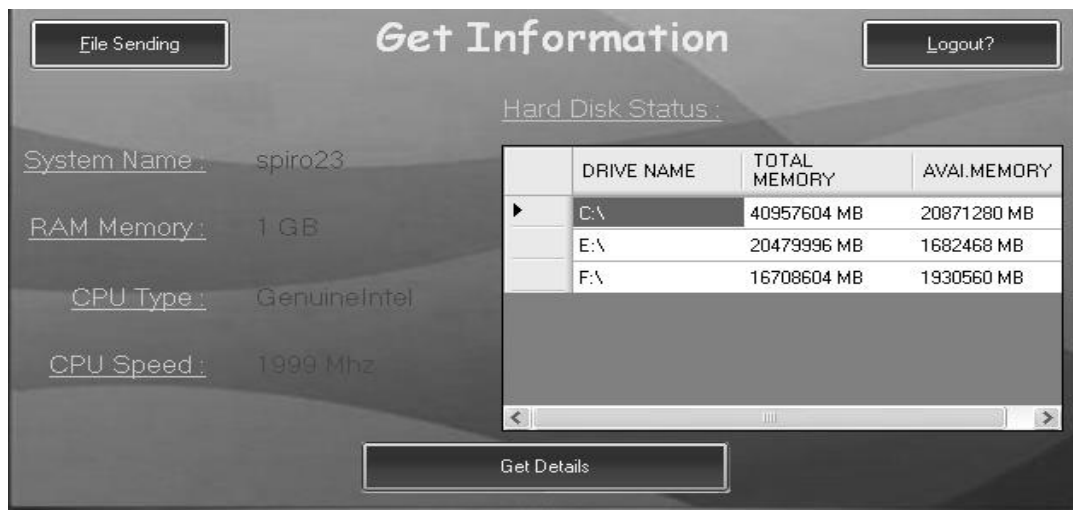 File Sending
Get Information
Logout?
Hard Disk Status :
System Name : spiro23
RAM Memory : 1 GB
CPU Type : GenuineIntel
CPU Speed : 1999 Mhz
DRIVE NAME TOTAL MEMORY AVAI.MEMORY
C:\ 40957604 MB 20871280 MB
E:\ 20479996 MB 1682468 MB
F:\ 16708604 MB 1930560 MB
Get Details